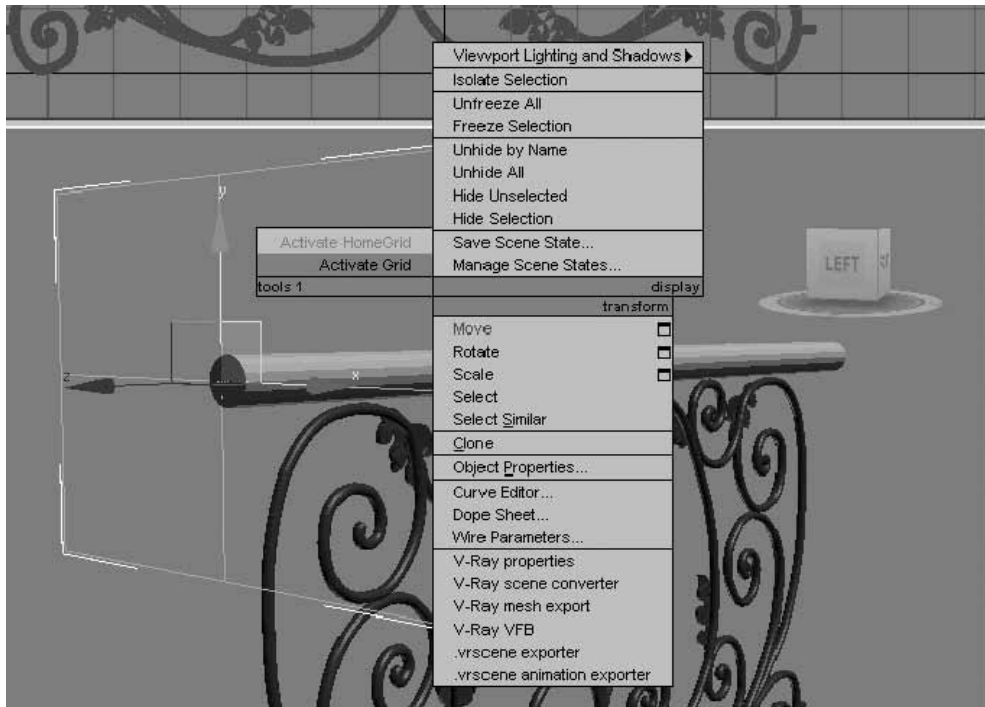 Viewport Lighting and Shadows
Isolate Selection
Unfreeze All
Freeze Selection
Unhide by Name
Unhide All
Hide Unselected
Hide Selection
Save Scene State...
Manage Scene States...
display
Activate HomeGrid
Activate Grid
tools 1
transform
Move
Rotate
Scale
Select
Select Similar
Clone
Object Properties...
Curve Editor...
Dope Sheet...
Wire Parameters...
V-Ray properties
V-Ray scene converter
V-Ray mesh export
V-Ray VFB
.vrscene exporter
.vrscene animation exporter
y
z
x
LEFT